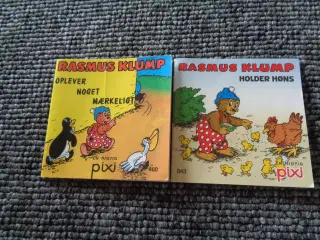 RASMUS KLUMP
OPLEVER
NOGET
MÆRKELIGT
pixi
RASMUS KLUMP
HOLDER HØNS
pixi